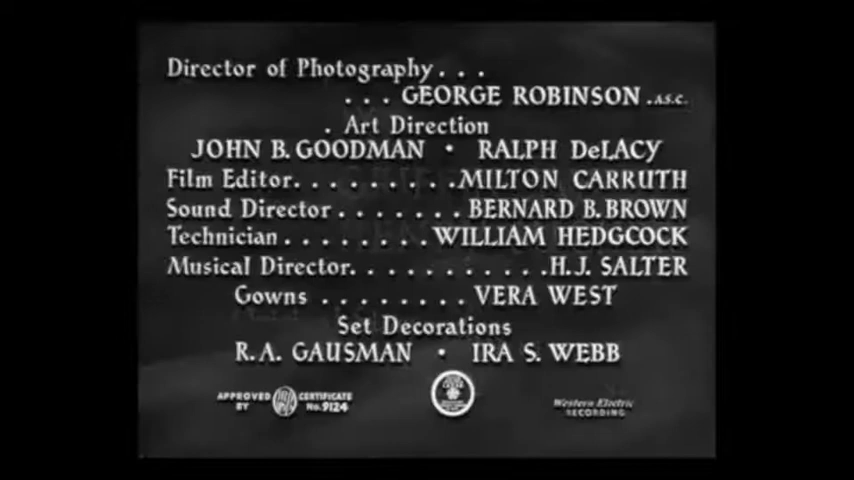 Director of Photography . . .
. . . GEORGE ROBINSON . A.S.C.
. Art Direction
JOHN B. GOODMAN • RALPH DeLACY
Film Editor. . . . . . . . .MILTON CARRUTH
Sound Director . . . . . . . BERNARD B. BROWN
Technician . . . . . . . . WILLIAM HEDGCOCK
Musical Director. . . . . . . . . . .H. J. SALTER
Gowns . . . . . . . . VERA WEST
Set Decorations
R. A. GAUSMAN • IRA S. WEBB
APPROVED CERTIFICATE
BY No. 9124
Western Electric
RECORDING